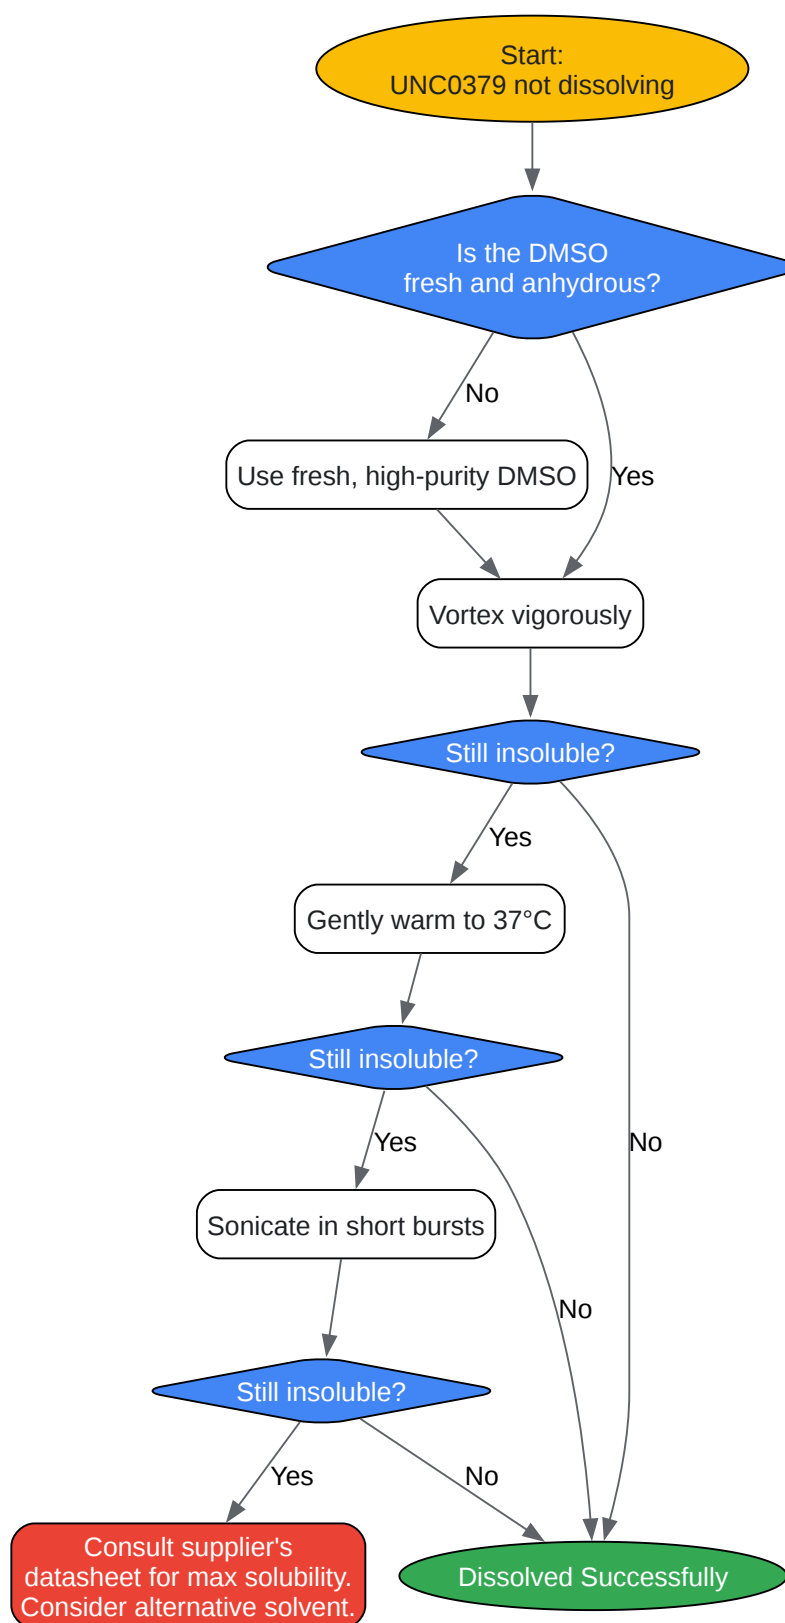 Start:
UNC0379 not dissolving
Is the DMSO
fresh and anhydrous?
No
Use fresh, high-purity DMSO
Yes
Vortex vigorously
Still insoluble?
Yes
Gently warm to 37°C
Still insoluble?
Yes
No
Sonicate in short bursts
No
Still insoluble?
Yes
No
Consult supplier's
datasheet for max solubility.
Consider alternative solvent.
Dissolved Successfully